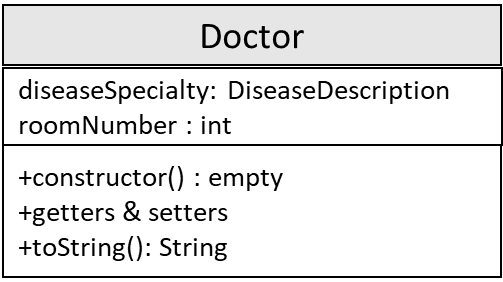 Doctor
diseaseSpecialty: DiseaseDescription
roomNumber : int
+constructor() : empty
+getters & setters
+toString(): String